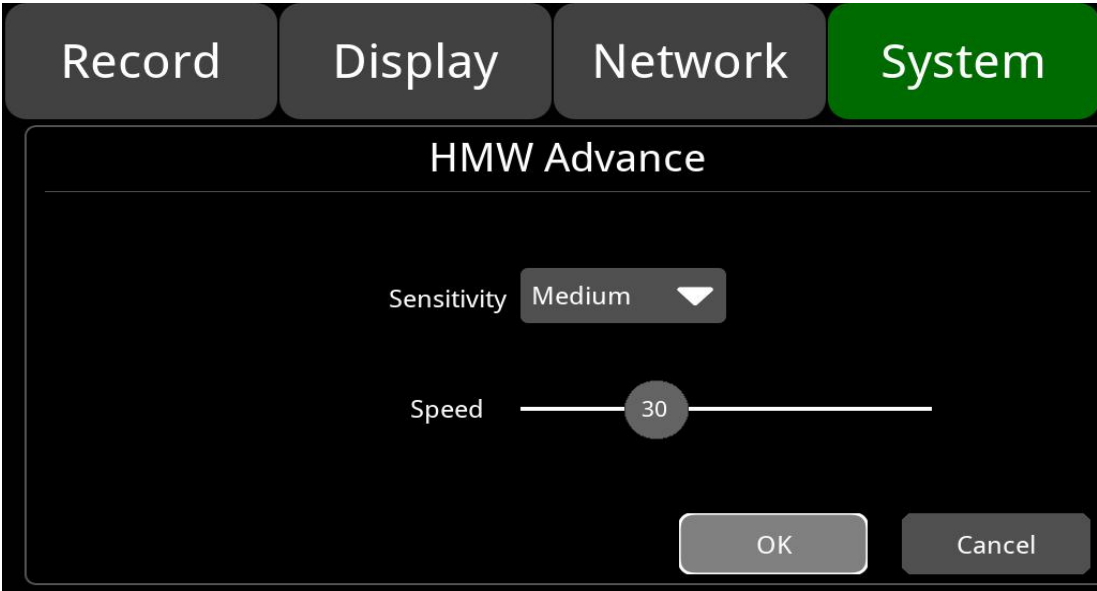 Record Display Network System
HMW Advance
Sensitivity Medium
Speed 30
OK Cancel